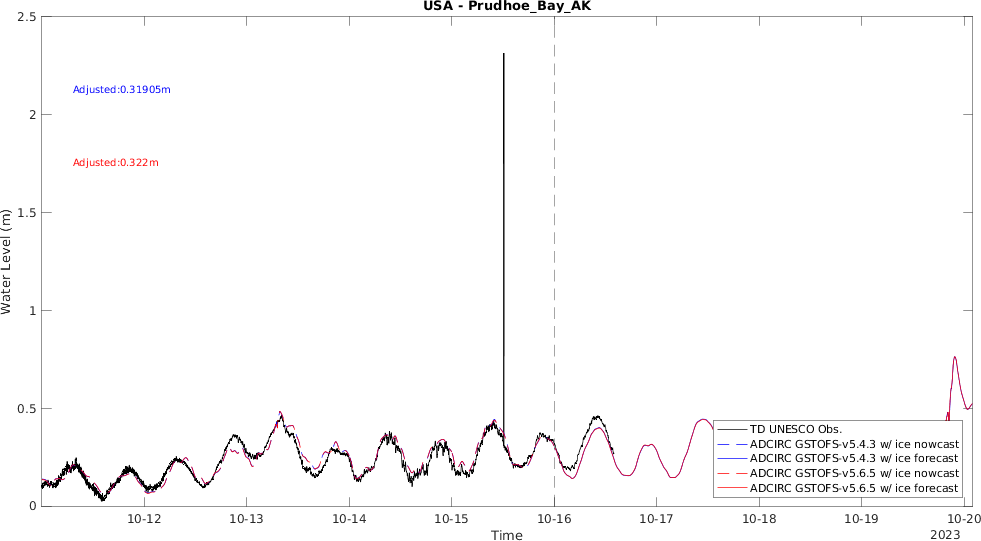 USA - Prudhoe_Bay_AK
2.5
2
1.5
1
0.5
0
Water Level (m)
Adjusted:0.31905m
Adjusted:0.322m
TD UNESCO Obs.
ADCIRC GSTOFS-v5.4.3 w/ ice nowcast
ADCIRC GSTOFS-v5.4.3 w/ ice forecast
ADCIRC GSTOFS-v5.6.5 w/ ice nowcast
ADCIRC GSTOFS-v5.6.5 w/ ice forecast
10-12 10-13 10-14 10-15 10-16 10-17 10-18 10-19 10-20
Time
2023